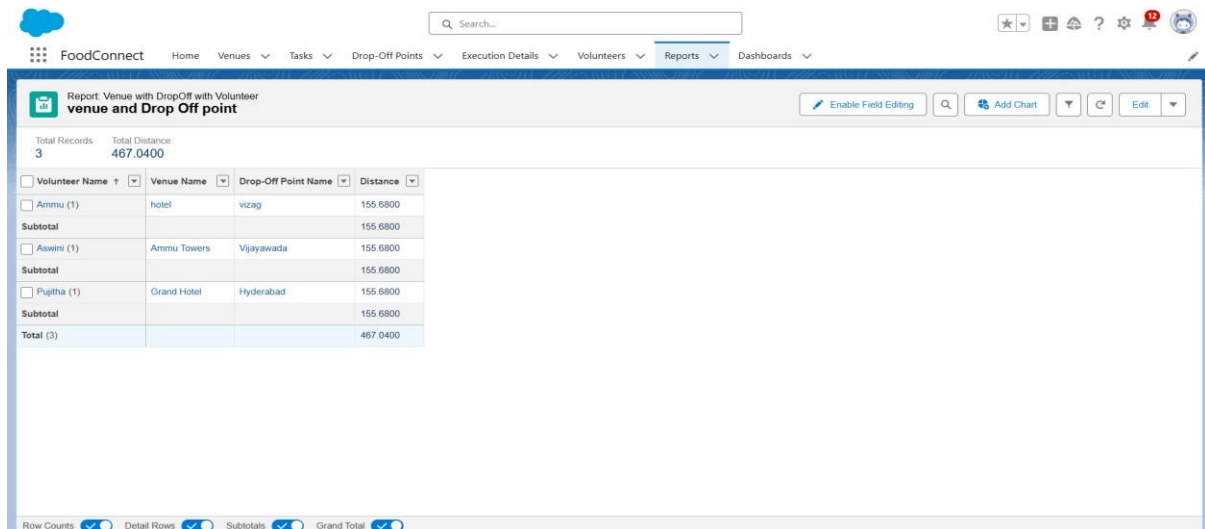 Search...
12
FoodConnect Home Venues Tasks Drop-Off Points Execution Details Volunteers Reports Dashboards
Report: Venue with DropOff with Volunteer
venue and Drop Off point
Enable Field Editing Add Chart Edit
Total Records Total Distance
3 467.0400
Volunteer Name ↑ Venue Name Drop-Off Point Name Distance
Ammu (1) hotel vizag 155.6800
Subtotal 155.6800
Aswini (1) Ammu Towers Vijayawada 155.6800
Subtotal 155.6800
Pujitha (1) Grand Hotel Hyderabad 155.6800
Subtotal 155.6800
Total (3) 467.0400
Row Counts Detail Rows Subtotals Grand Total